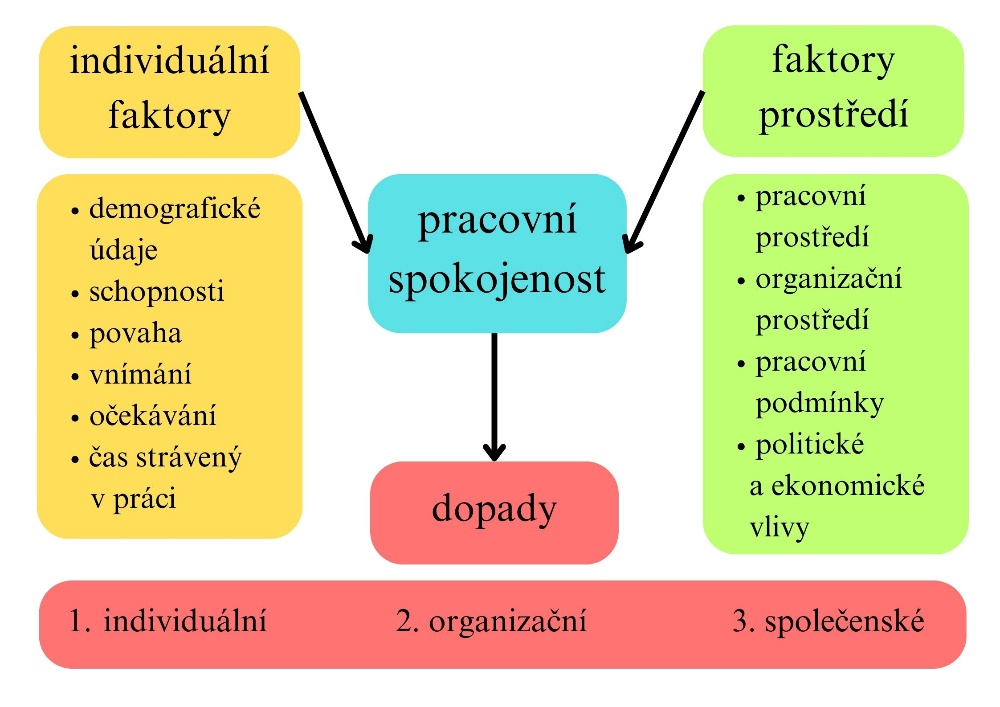 individuální
faktory
• demografické
údaje
• schopnosti
• povaha
• vnímání
• očekávání
• čas strávený
v práci
pracovní
spokojenost
faktory
prostředí
• pracovní
prostředí
• organizační
prostředí
• pracovní
podmínky
• politické
a ekonomické
vlivy
dopady
1. individuální
2. organizační
3. společenské